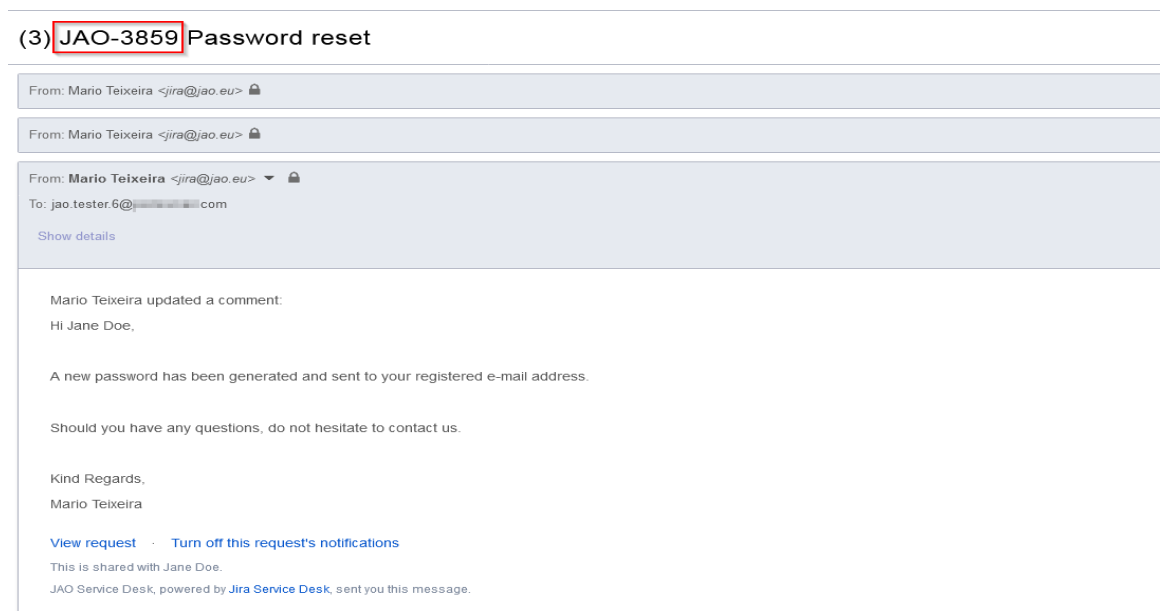 (3) JAO-3859 Password reset
From: Mario Teixeira <jira@jao.eu>
From: Mario Teixeira <jira@jao.eu>
From: Mario Teixeira <jira@jao.eu>
To: jao.tester.6@ com
Show details
Mario Teixeira updated a comment:
Hi Jane Doe,
A new password has been generated and sent to your registered e-mail address.
Should you have any questions, do not hesitate to contact us.
Kind Regards,
Mario Teixeira
View request · Turn off this request's notifications
This is shared with Jane Doe.
JAO Service Desk, powered by Jira Service Desk, sent you this message.